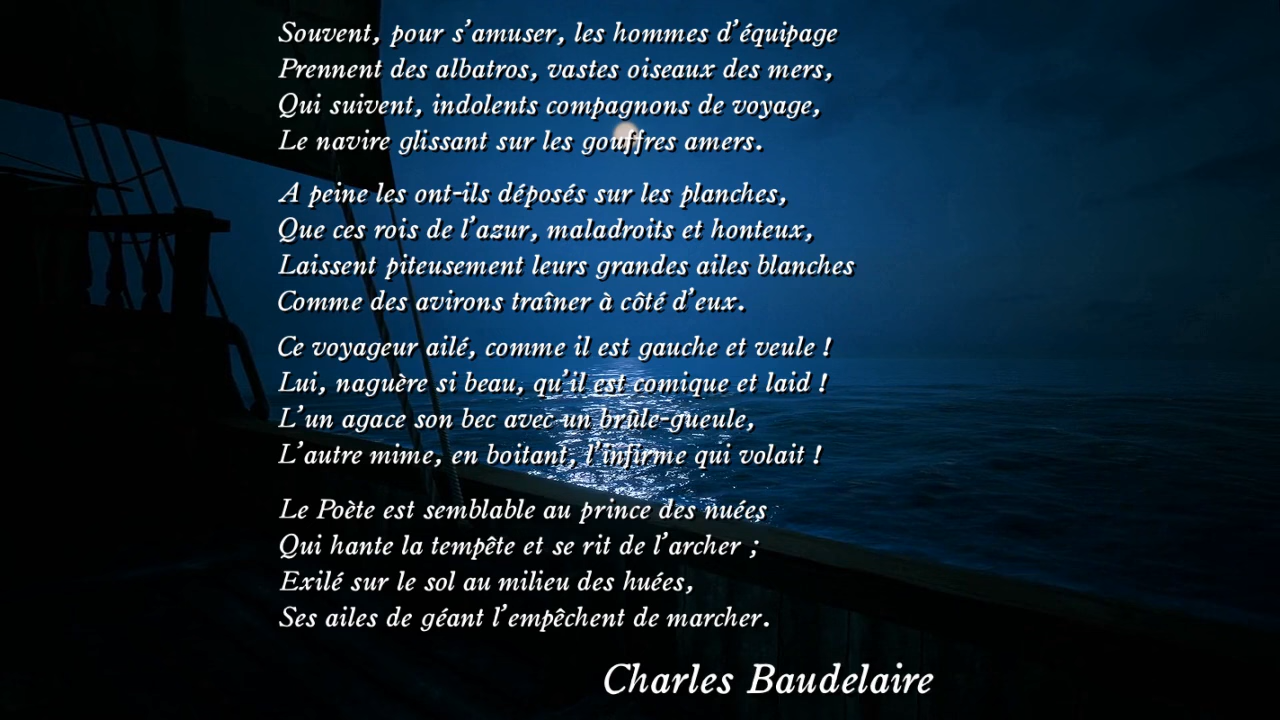 Souvent, pour s’amuser, les hommes d’équipage
Prennent des albatros, vastes oiseaux des mers,
Qui suivent, indolents compagnons de voyage,
Le navire glissant sur les gouffres amers.
A peine les ont-ils déposés sur les planches,
Que ces rois de l’azur, maladroits et honteux,
Laissent piteusement leurs grandes ailes blanches
Comme des avirons traîner à côté d’eux.
Ce voyageur ailé, comme il est gauche et veule !
Lui, naguère si beau, qu’il est comique et laid !
L’un agace son bec avec un brûle-gueule,
L’autre mime, en boitant, l’infirme qui volait !
Le Poète est semblable au prince des nuées
Qui hante la tempête et se rit de l’archer ;
Exilé sur le sol au milieu des huées,
Ses ailes de géant l’empêchent de marcher.
Charles Baudelaire